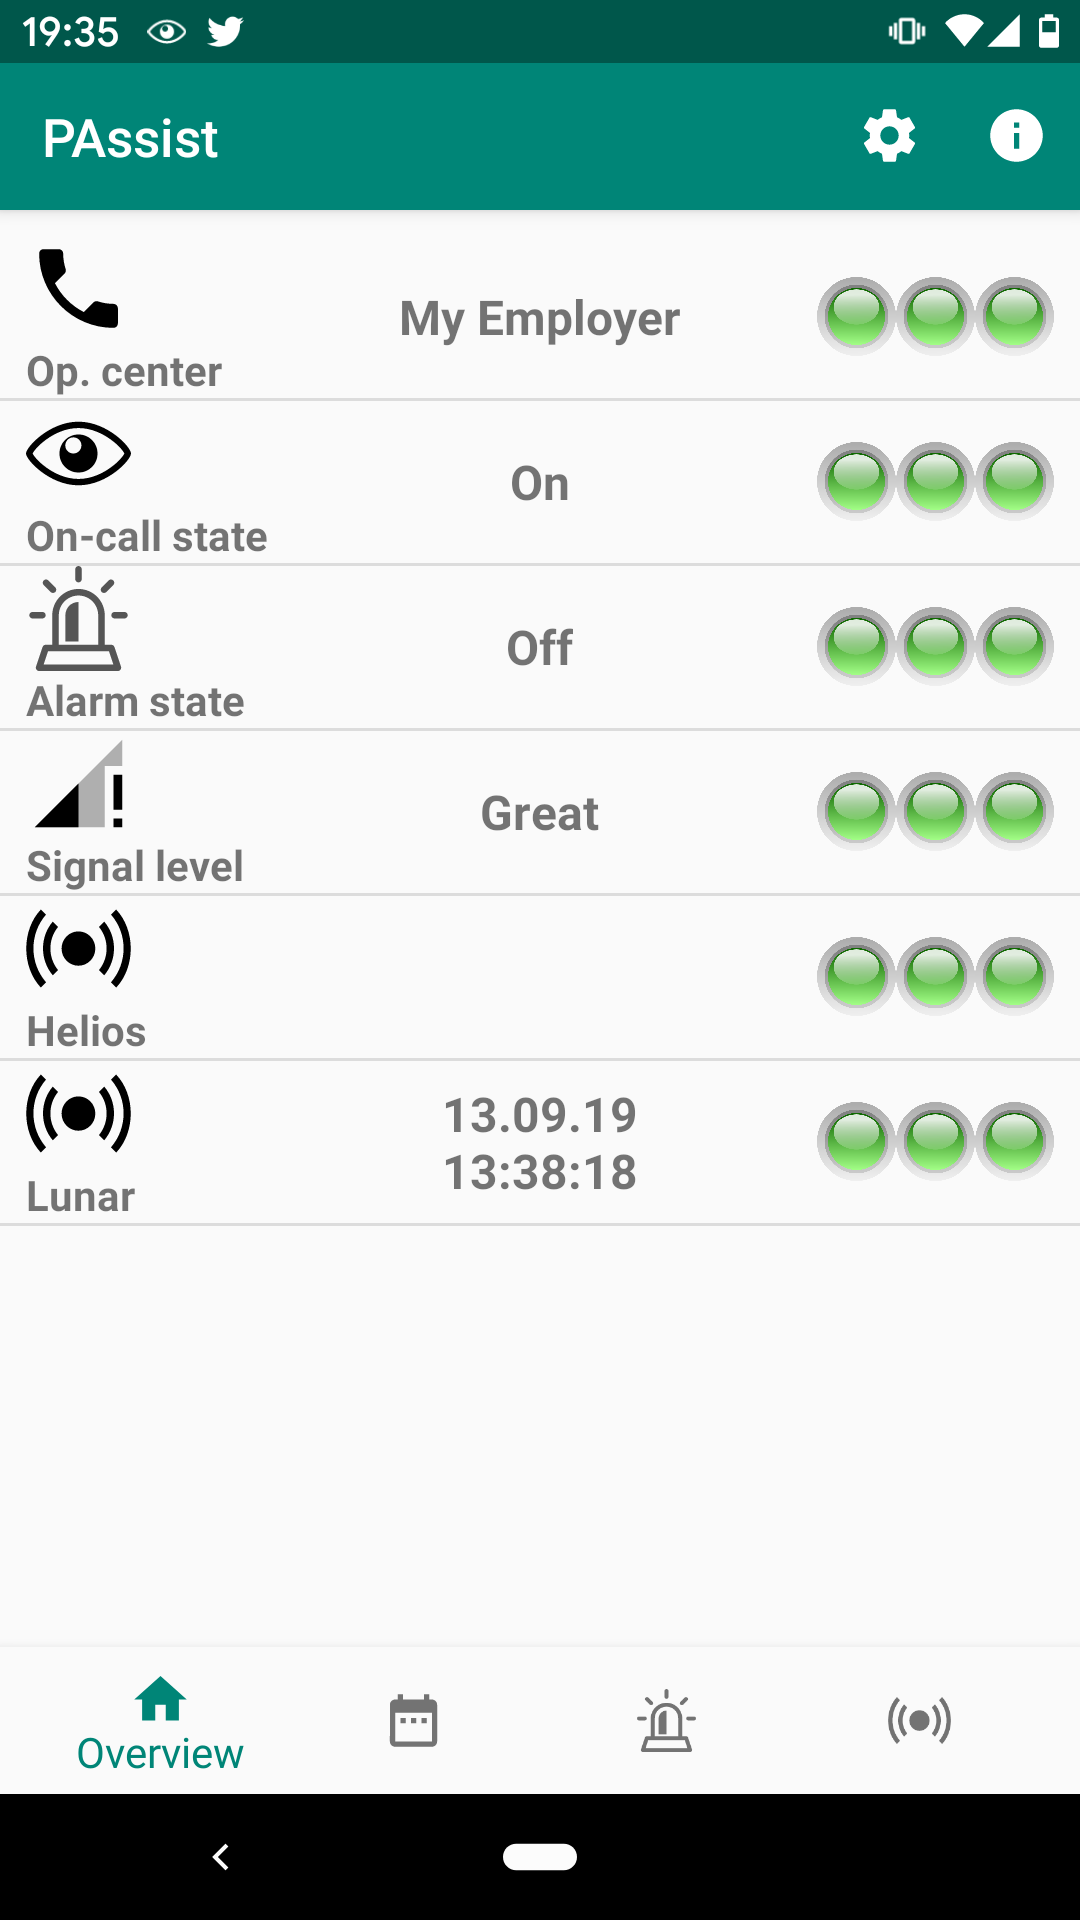 19:35
PAssist
My Employer
Op. center
On
On-call state
Off
Alarm state
Great
Signal level
Helios
13.09.19
13:38:18
Lunar
Overview